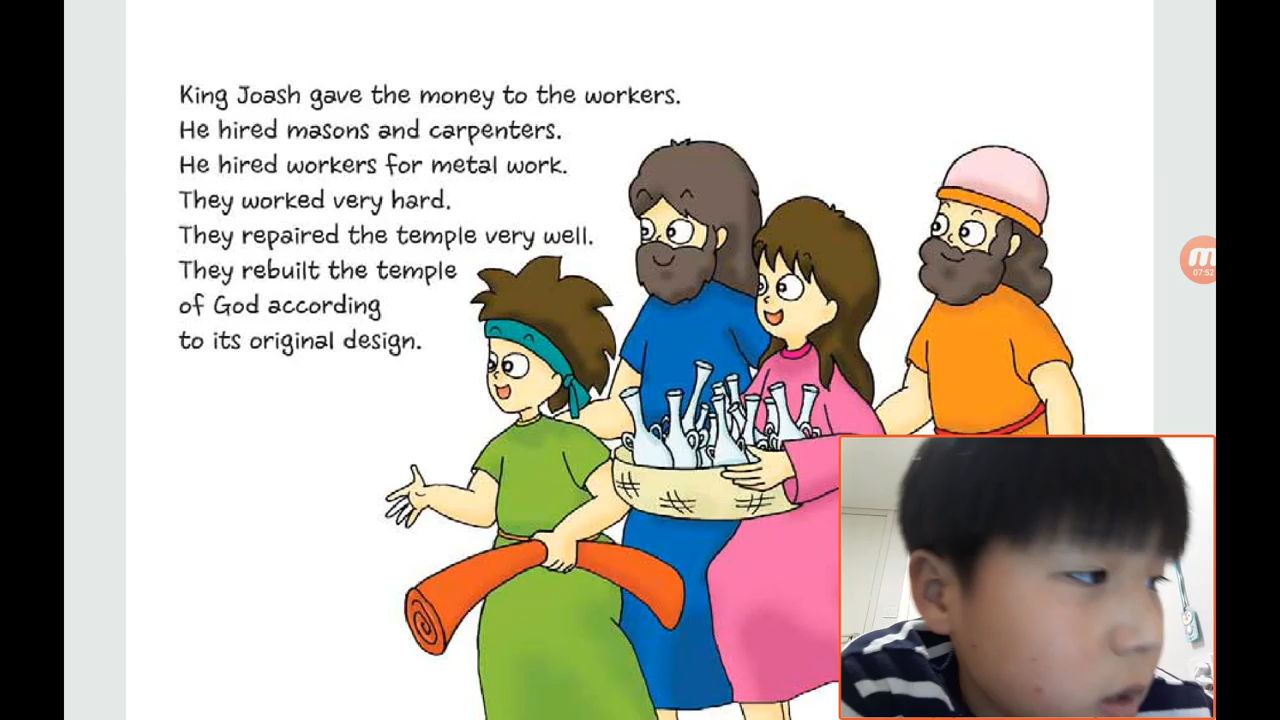 King Joash gave the money to the workers.
He hired masons and carpenters.
He hired workers for metal work.
They worked very hard.
They repaired the temple very well.
They rebuilt the temple
of God according
to its original design.
M
07:52